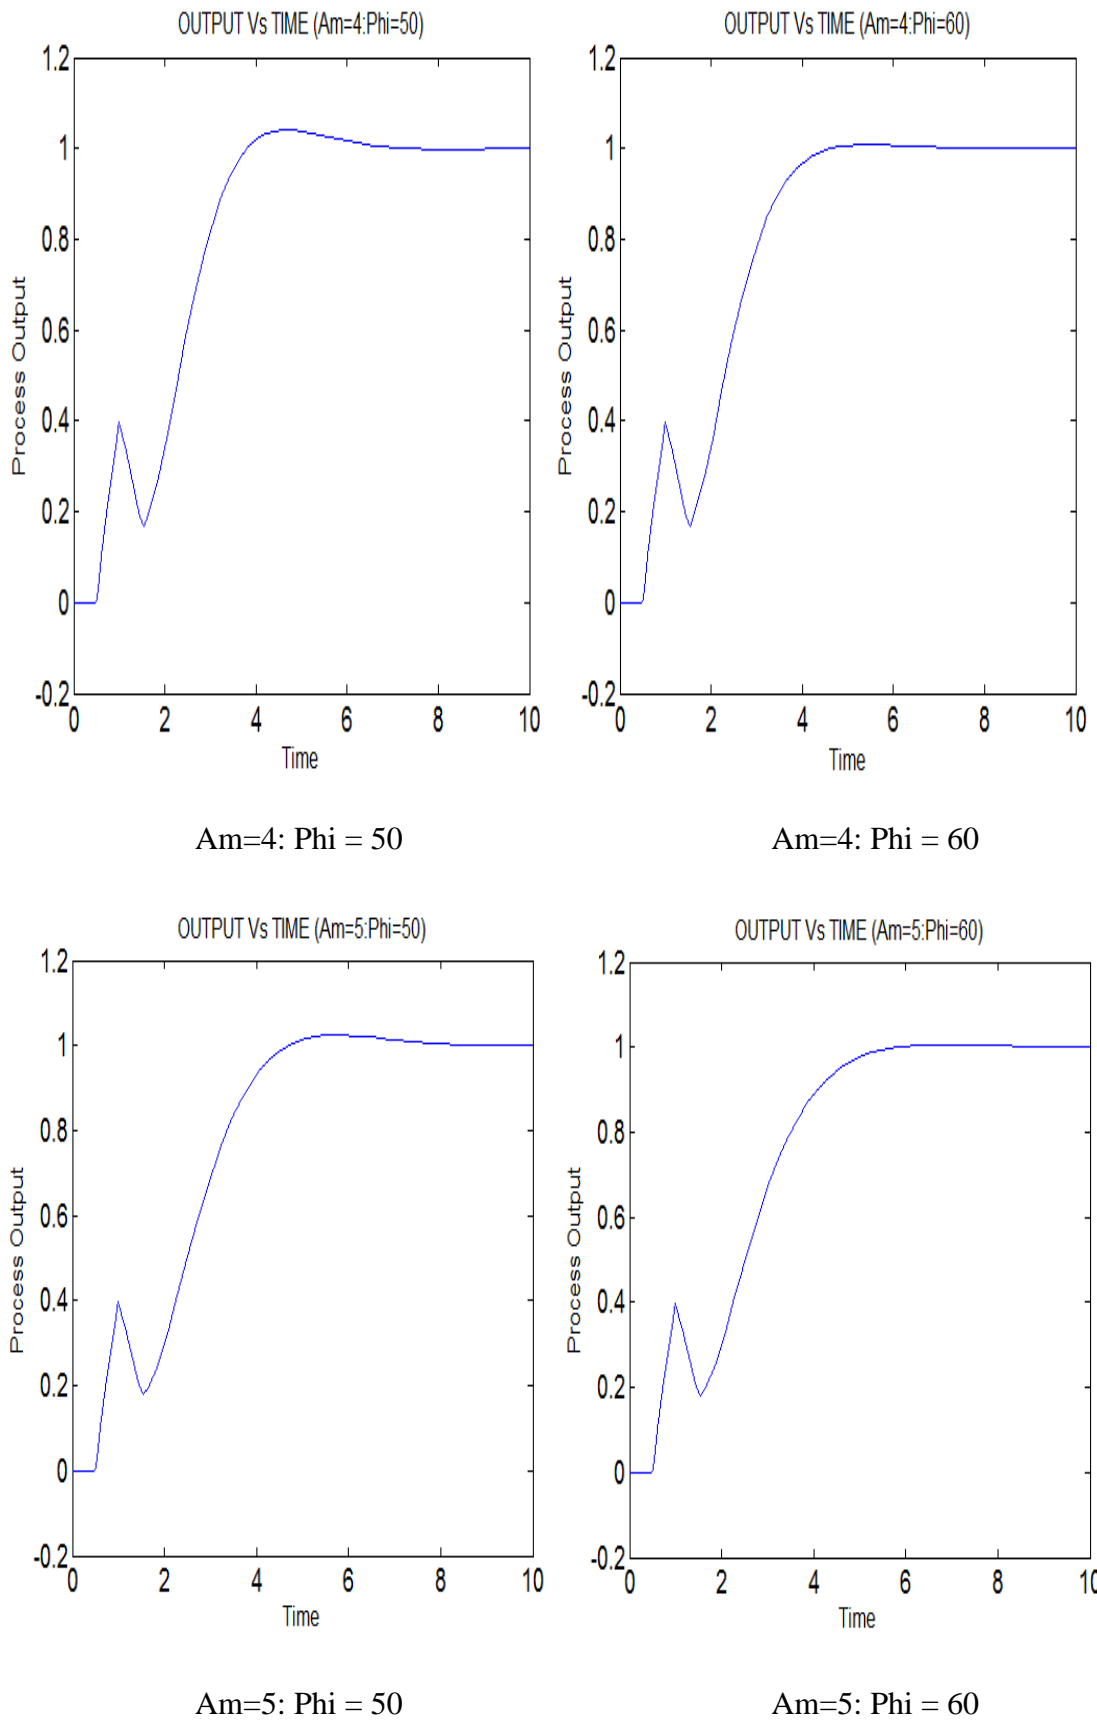 OUTPUT Vs TIME (Am=4:Phi=50)
1.2
1
0.8
0.6
0.4
0.2
0
-0.2
Process Output
0 2 4 6 8 10
Time
Am=4: Phi = 50
OUTPUT Vs TIME (Am=4:Phi=60)
1.2
1
0.8
0.6
0.4
0.2
0
-0.2
Process Output
0 2 4 6 8 10
Time
Am=4: Phi = 60
OUTPUT Vs TIME (Am=5:Phi=50)
1.2
1
0.8
0.6
0.4
0.2
0
-0.2
Process Output
0 2 4 6 8 10
Time
Am=5: Phi = 50
OUTPUT Vs TIME (Am=5:Phi=60)
1.2
1
0.8
0.6
0.4
0.2
0
-0.2
Process Output
0 2 4 6 8 10
Time
Am=5: Phi = 60